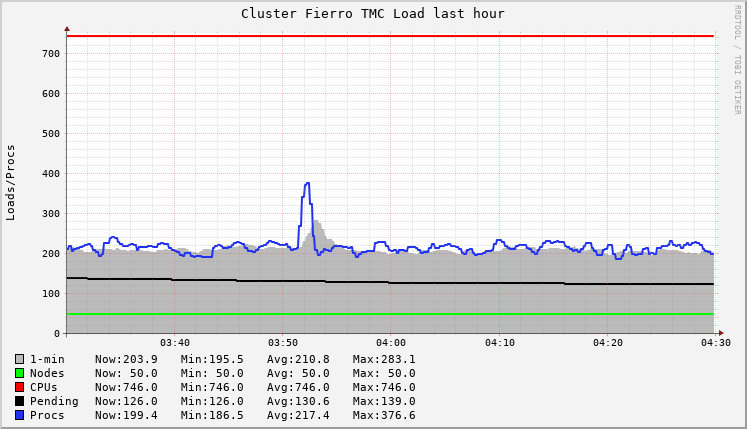 Cluster Fierro TMC Load last hour
RRDTOOL / TOBI OETIKER
Loads/Procs
700
600
500
400
300
200
100
0
03:40 03:50 04:00 04:10 04:20 04:30
1-min Now:203.9 Min:195.5 Avg:210.8 Max:283.1
Nodes Now: 50.0 Min: 50.0 Avg: 50.0 Max: 50.0
CPUs Now:746.0 Min:746.0 Avg:746.0 Max:746.0
Pending Now:126.0 Min:126.0 Avg:130.6 Max:139.0
Procs Now:199.4 Min:186.5 Avg:217.4 Max:376.6